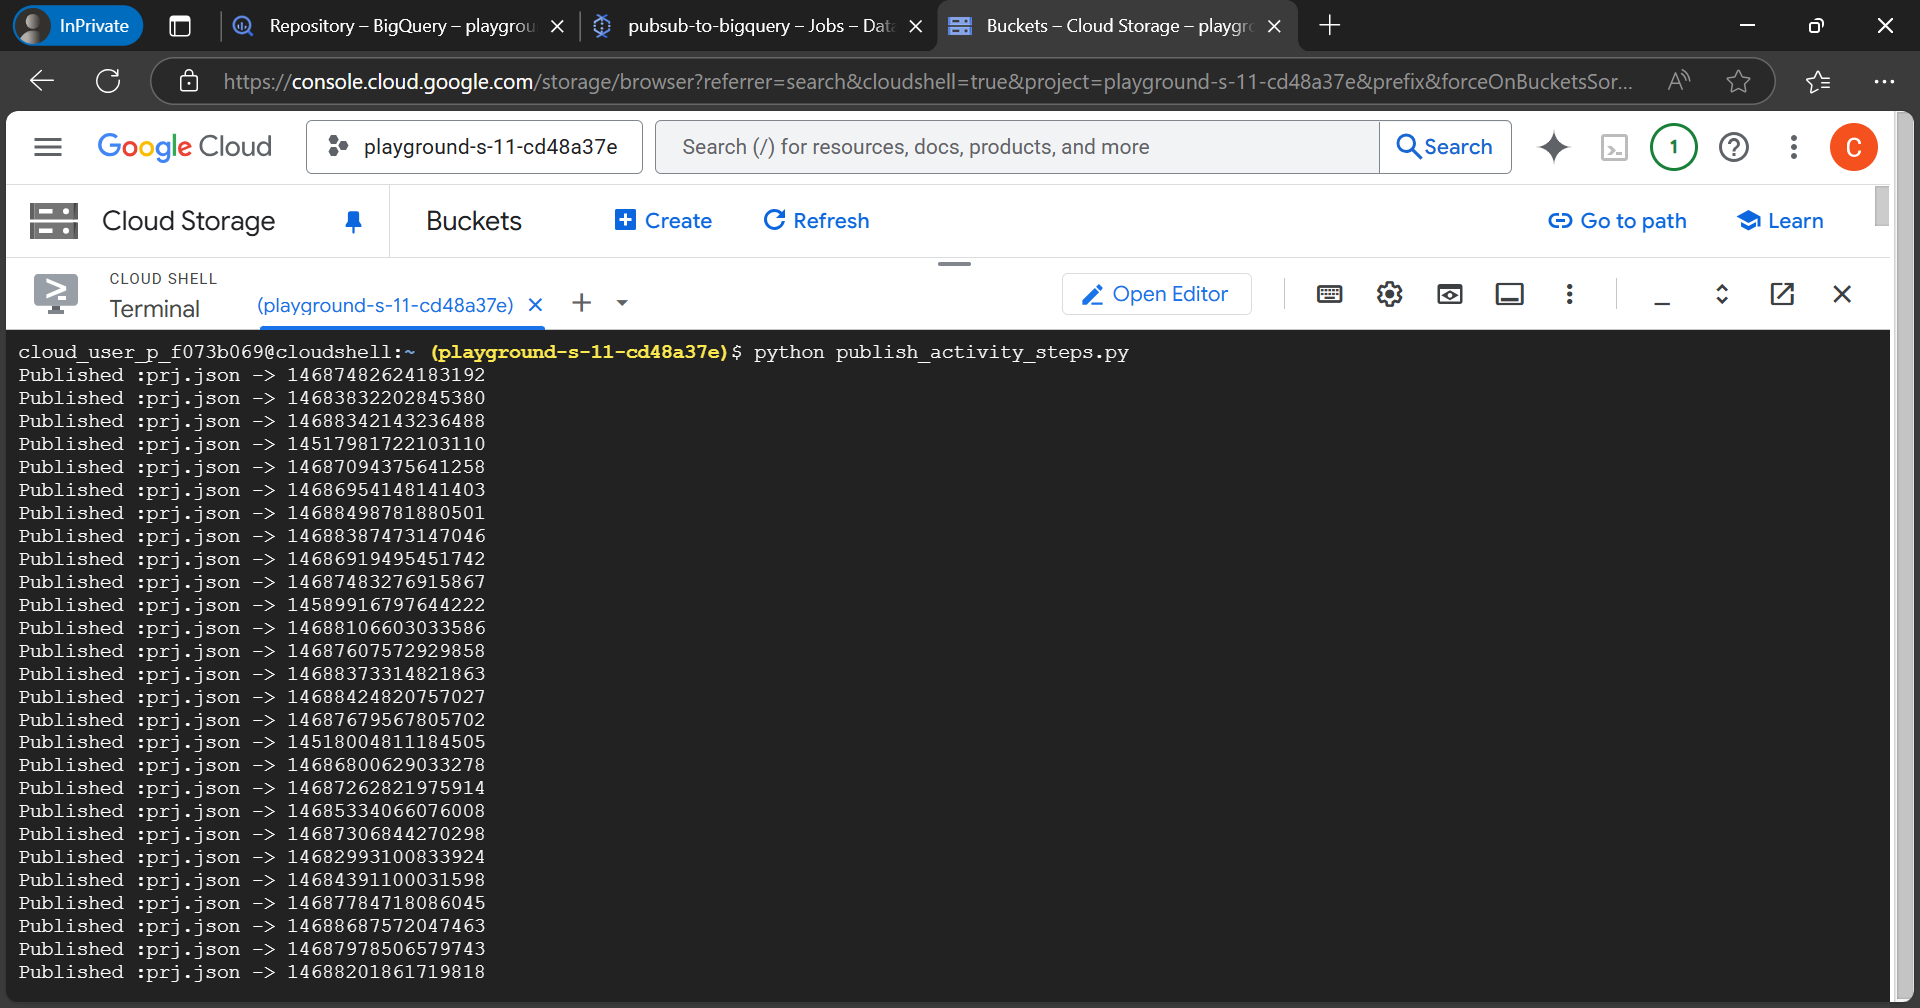 InPrivate
Repository – BigQuery – playgrou
pubsub-to-bigquery – Jobs – Data
Buckets – Cloud Storage – playgro
https://console.cloud.google.com/storage/browser?referrer=search&cloudshell=true&project=playground-s-11-cd48a37e&prefix&forceOnBucketsSor...
Google Cloud
playground-s-11-cd48a37e
Search (/) for resources, docs, products, and more
Search
1
C
Cloud Storage
Buckets
Create
Refresh
Go to path
Learn
CLOUD SHELL
Terminal
(playground-s-11-cd48a37e)
Open Editor
cloud_user_p_f073b069@cloudshell:~ (playground-s-11-cd48a37e)$ python publish_activity_steps.py
Published :prj.json -> 14687482624183192
Published :prj.json -> 14683832202845380
Published :prj.json -> 14688342143236488
Published :prj.json -> 14517981722103110
Published :prj.json -> 14687094375641258
Published :prj.json -> 14686954148141403
Published :prj.json -> 14688498781880501
Published :prj.json -> 14688387473147046
Published :prj.json -> 14686919495451742
Published :prj.json -> 14687483276915867
Published :prj.json -> 14589916797644222
Published :prj.json -> 14688106603033586
Published :prj.json -> 14687607572929858
Published :prj.json -> 14688373314821863
Published :prj.json -> 14688424820757027
Published :prj.json -> 14687679567805702
Published :prj.json -> 14518004811184505
Published :prj.json -> 14686800629033278
Published :prj.json -> 14687262821975914
Published :prj.json -> 14685334066076008
Published :prj.json -> 14687306844270298
Published :prj.json -> 14682993100833924
Published :prj.json -> 14684391100031598
Published :prj.json -> 14687784718086045
Published :prj.json -> 14688687572047463
Published :prj.json -> 14687978506579743
Published :prj.json -> 14688201861719818